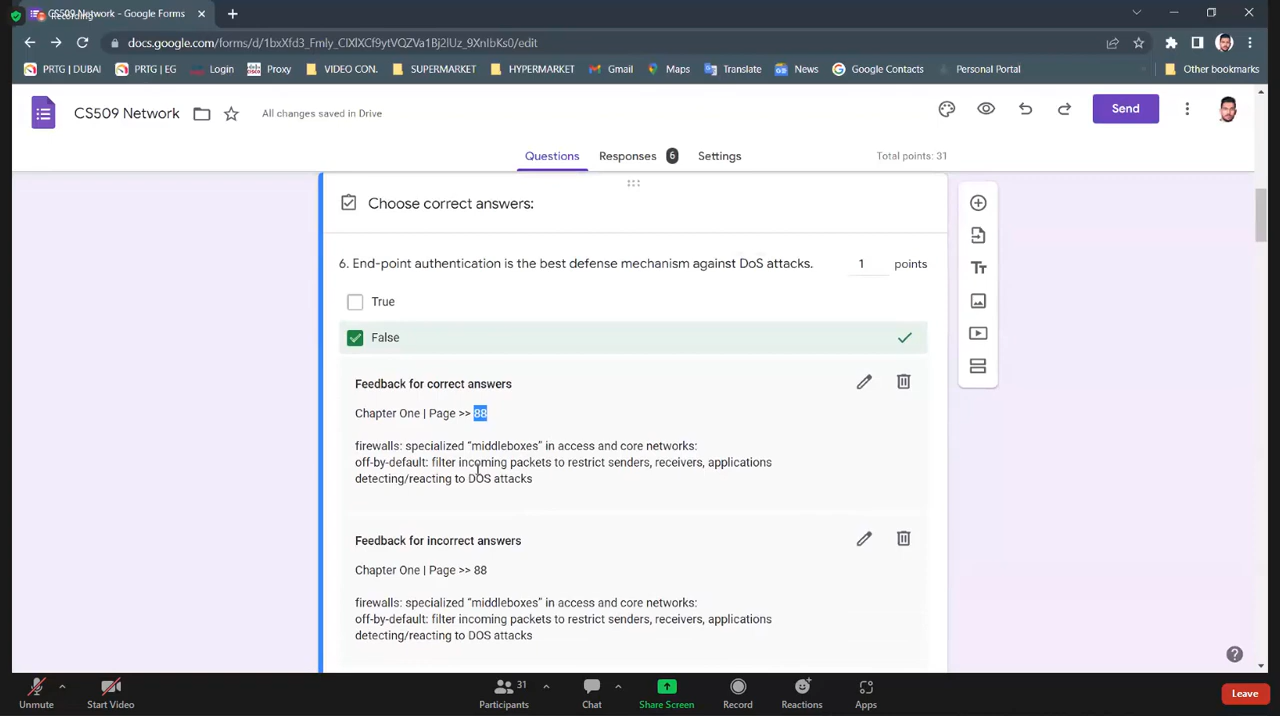 Recording
CS509 Network - Google Forms
docs.google.com/forms/d/1bxXfd3_Fmly_CIXlXCf9ytVQZVa1Bj2lUz_9XnIbKs0/edit
PRTG | DUBAI
PRTG | EG
Login
Proxy
VIDEO CON.
SUPERMARKET
HYPERMARKET
Gmail
Maps
Translate
News
Google Contacts
Personal Portal
Other bookmarks
CS509 Network
All changes saved in Drive
Send
Questions
Responses 6
Settings
Total points: 31
Choose correct answers:
6. End-point authentication is the best defense mechanism against DoS attacks. 1 points
True
False
Feedback for correct answers
Chapter One | Page >> 88
firewalls: specialized “middleboxes” in access and core networks:
off-by-default: filter incoming packets to restrict senders, receivers, applications
detecting/reacting to DOS attacks
Feedback for incorrect answers
Chapter One | Page >> 88
firewalls: specialized “middleboxes” in access and core networks:
off-by-default: filter incoming packets to restrict senders, receivers, applications
detecting/reacting to DOS attacks
Unmute
Start Video
31
Participants
Chat
Share Screen
Record
Reactions
Apps
Leave